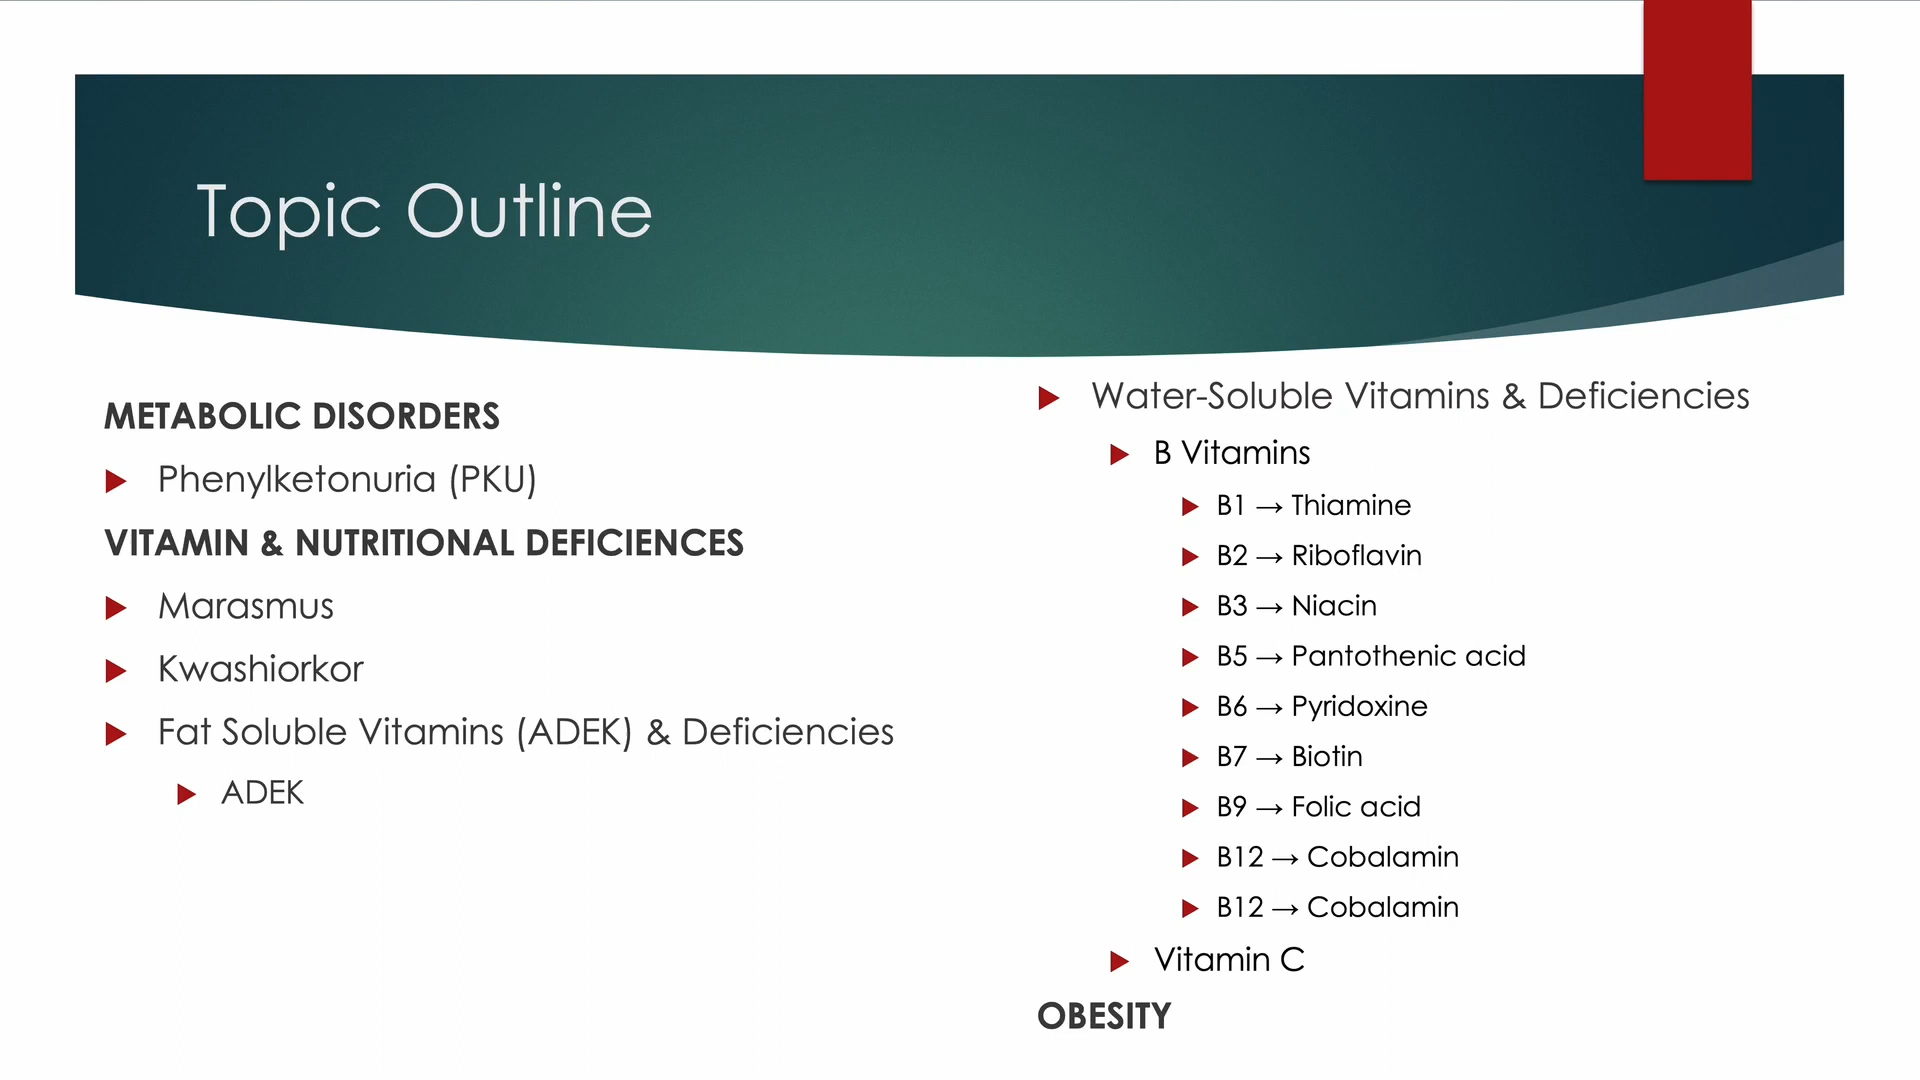 Topic Outline
METABOLIC DISORDERS
Phenylketonuria (PKU)
VITAMIN & NUTRITIONAL DEFICIENCES
Marasmus
Kwashiorkor
Fat Soluble Vitamins (ADEK) & Deficiencies
ADEK
Water-Soluble Vitamins & Deficiencies
B Vitamins
B1 → Thiamine
B2 → Riboflavin
B3 → Niacin
B5 → Pantothenic acid
B6 → Pyridoxine
B7 → Biotin
B9 → Folic acid
B12 → Cobalamin
B12 → Cobalamin
Vitamin C
OBESITY